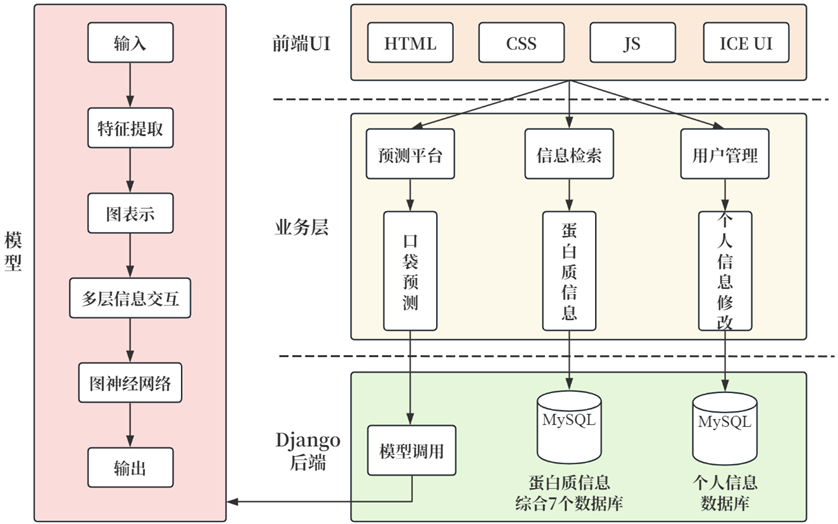 模型
输入
特征提取
图表示
多层信息交互
图神经网络
输出
前端UI
HTML
CSS
JS
ICE UI
业务层
预测平台
信息检索
用户管理
口袋预测
蛋白质信息
个人信息修改
Django
后端
模型调用
MySQL
蛋白质信息
综合7个数据库
MySQL
个人信息
数据库